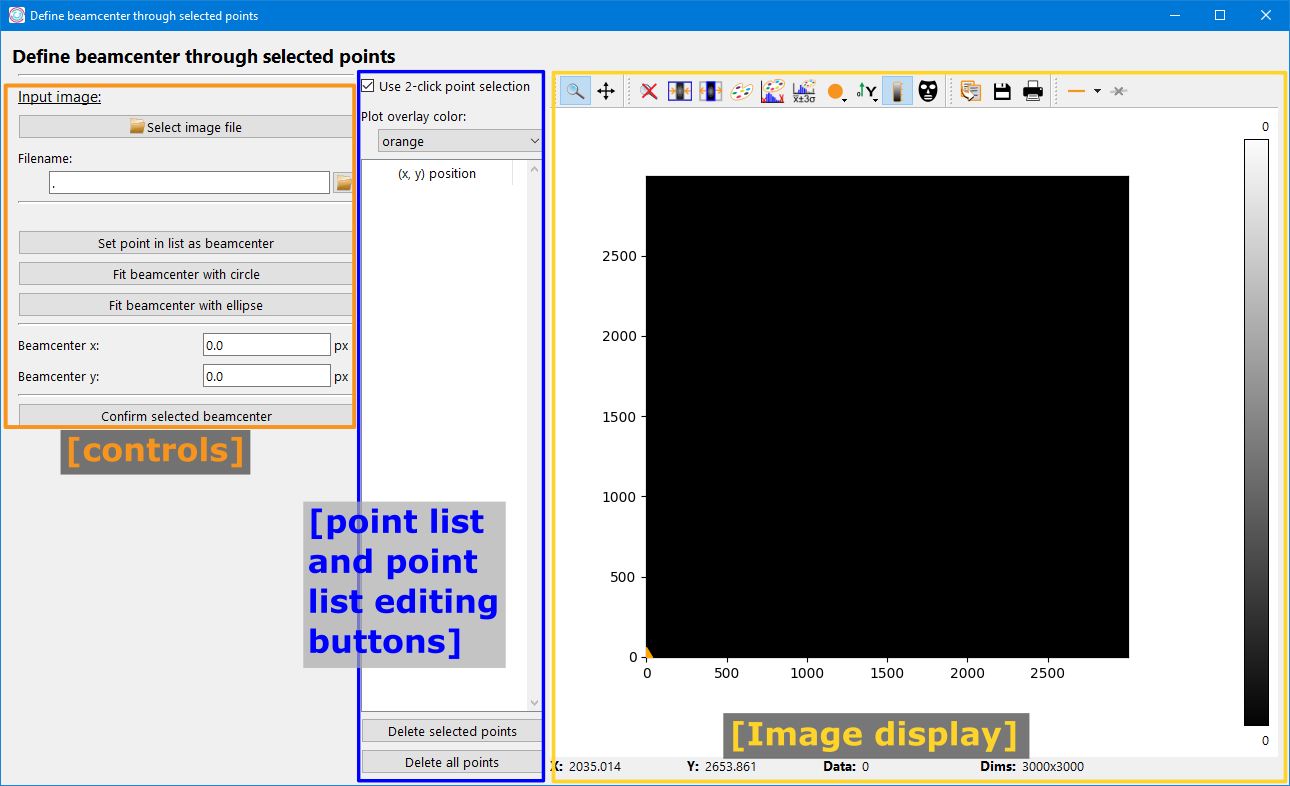 Define beamcenter through selected points
Define beamcenter through selected points
Input image:
Select image file
Filename:
.
Set point in list as beamcenter
Fit beamcenter with circle
Fit beamcenter with ellipse
Beamcenter x:
0.0
px
Beamcenter y:
0.0
px
Confirm selected beamcenter
[controls]
Use 2-click point selection
Plot overlay color:
orange
(x, y) position
[point list
and point
list editing
buttons]
Delete selected points
Delete all points
x±3σ
Y
0
2500
2000
1500
1000
500
0
0
500
1000
1500
2000
2500
0
[Image display]
X: 2035.014
Y: 2653.861
Data: 0
Dims: 3000x3000